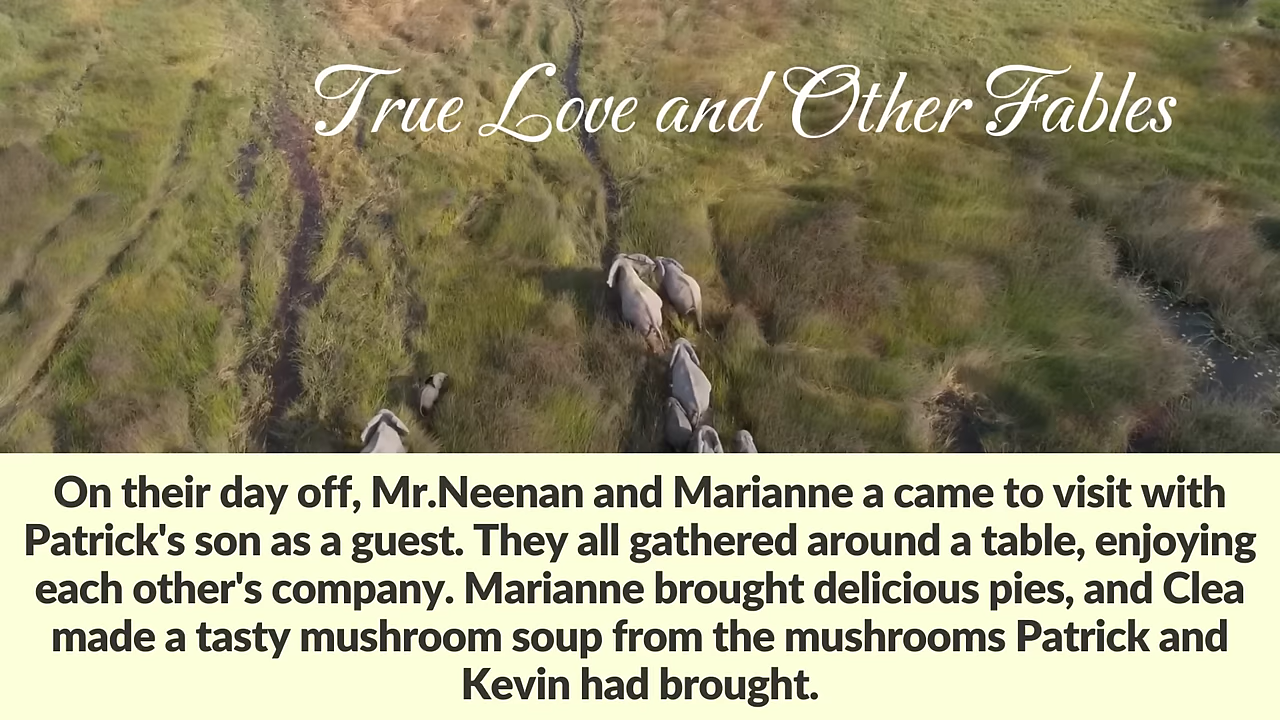 True Love and Other Fables
On their day off, Mr.Neenan and Marianne a came to visit with
Patrick's son as a guest. They all gathered around a table, enjoying
each other's company. Marianne brought delicious pies, and Clea
made a tasty mushroom soup from the mushrooms Patrick and
Kevin had brought.